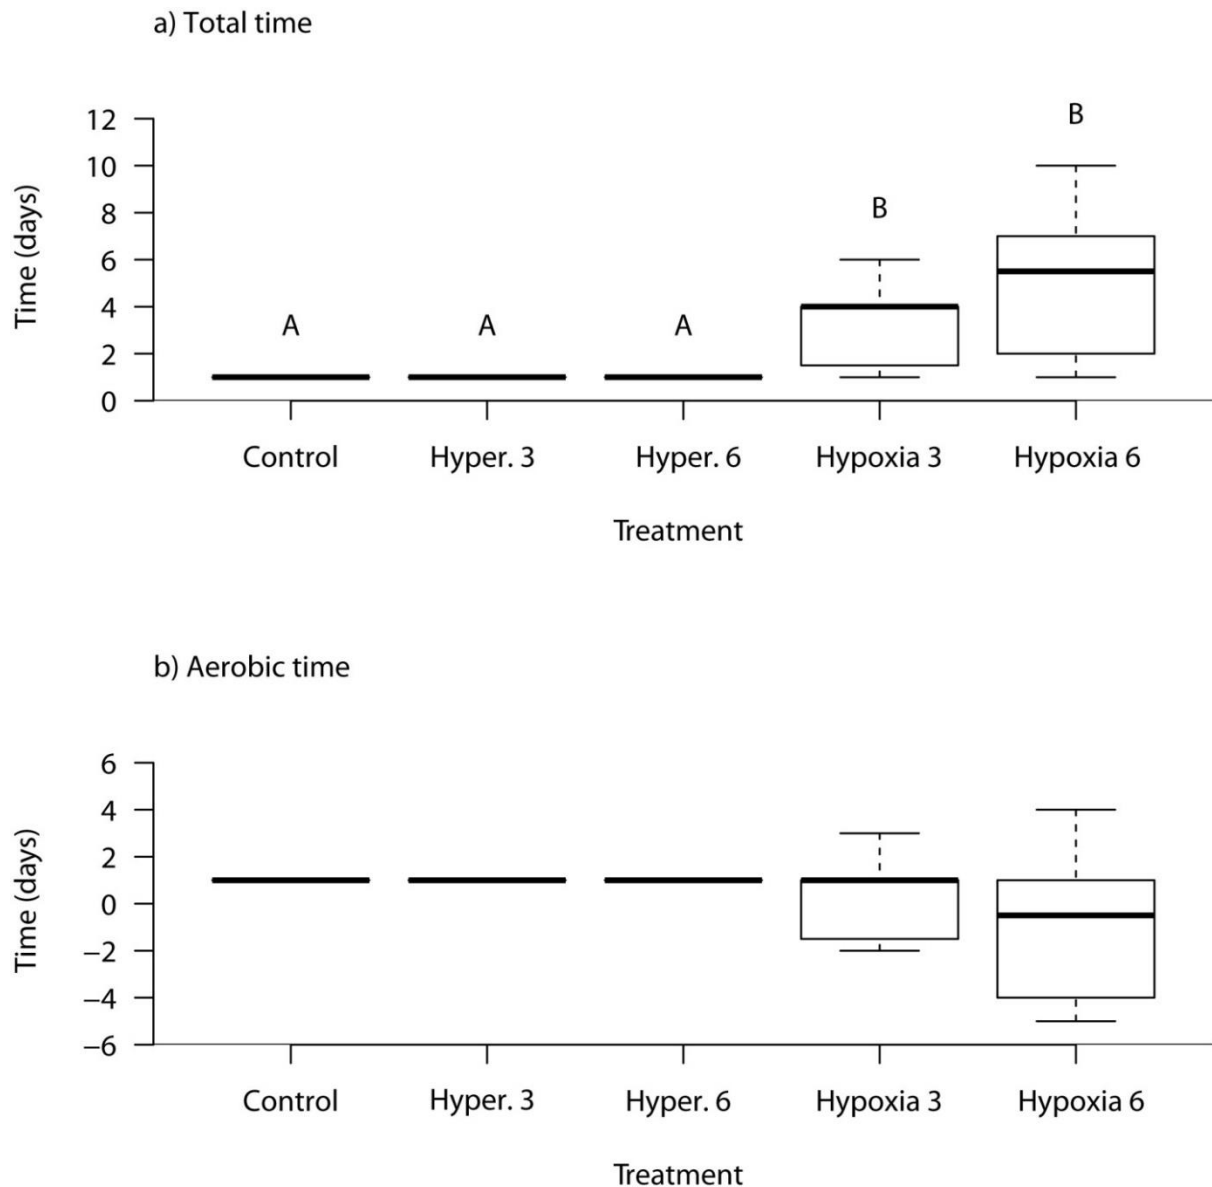 a) Total time
Time (days)
12
10
8
6
4
2
0
A
A
A
B
B
Control
Hyper. 3
Hyper. 6
Hypoxia 3
Hypoxia 6
Treatment
b) Aerobic time
Time (days)
6
4
2
0
−2
−4
−6
Control
Hyper. 3
Hyper. 6
Hypoxia 3
Hypoxia 6
Treatment